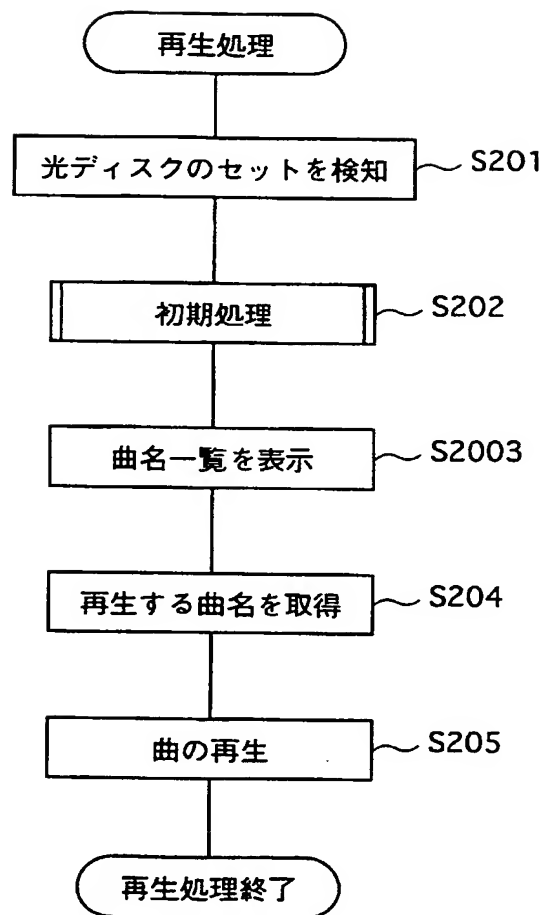 再生処理
光ディスクのセットを検知 S201
初期処理 S202
曲名一覧を表示 S2003
再生する曲名を取得 S204
曲の再生 S205
再生処理終了